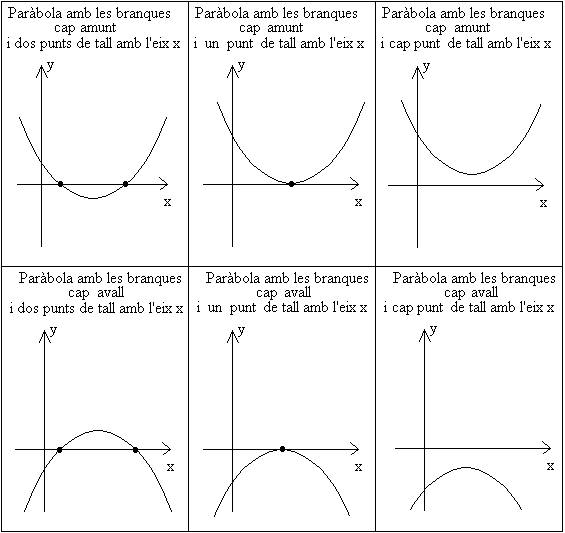 Paràbola amb les branques
cap amunt
i dos punts de tall amb l'eix x
y
x
Paràbola amb les branques
cap amunt
i un punt de tall amb l'eix x
y
x
Paràbola amb les branques
cap amunt
i cap punt de tall amb l'eix x
y
x
Paràbola amb les branques
cap avall
i dos punts de tall amb l'eix x
y
x
Paràbola amb les branques
cap avall
i un punt de tall amb l'eix x
y
x
Paràbola amb les branques
cap avall
i cap punt de tall amb l'eix x
y
x